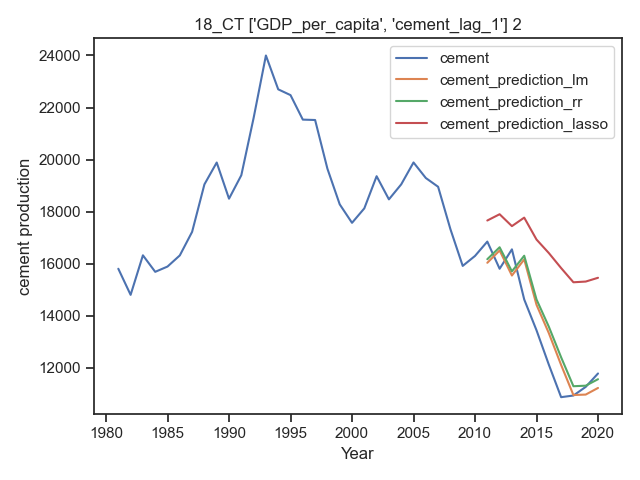 18_CT ['GDP_per_capita', 'cement_lag_1'] 2
cement
cement_prediction_lm
cement_prediction_rr
cement_prediction_lasso
24000
22000
20000
18000
16000
14000
12000
cement production
1980 1985 1990 1995 2000 2005 2010 2015 2020
Year